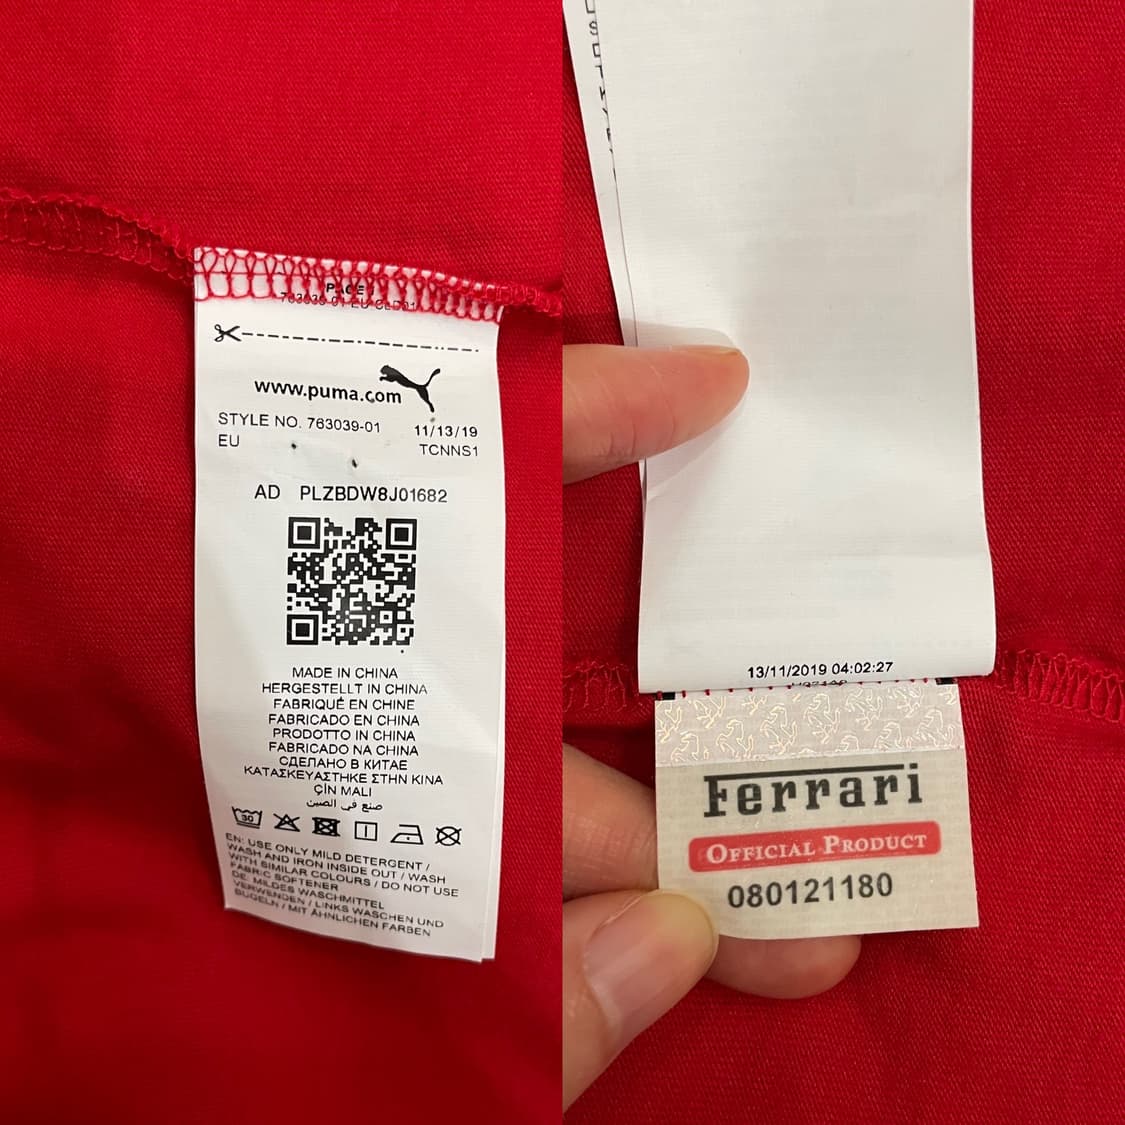 PAGE 1
www.puma.com
STYLE NO. 763039-01 11/13/19
EU TCNNS1
AD PLZBDW8J01682
MADE IN CHINA
HERGESTELLT IN CHINA
FABRIQUÉ EN CHINE
FABRICADO EN CHINA
PRODOTTO IN CHINA
FABRICADO NA CHINA
СДЕЛАНО В КИТАЕ
ΚΑΤΑΣΚΕΥΑΣΤΗΚΕ ΣΤΗΝ ΚΙΝΑ
ÇİN MALI
صنع في الصين
30
EN: USE ONLY MILD DETERGENT /
WASH AND IRON INSIDE OUT / WASH
WITH SIMILAR COLOURS / DO NOT USE
FABRIC SOFTENER
DE: MILDES WASCHMITTEL
VERWENDEN / LINKS WASCHEN UND
BÜGELN / MIT ÄHNLICHEN FARBEN
13/11/2019 04:02:27
Ferrari
OFFICIAL PRODUCT
080121180